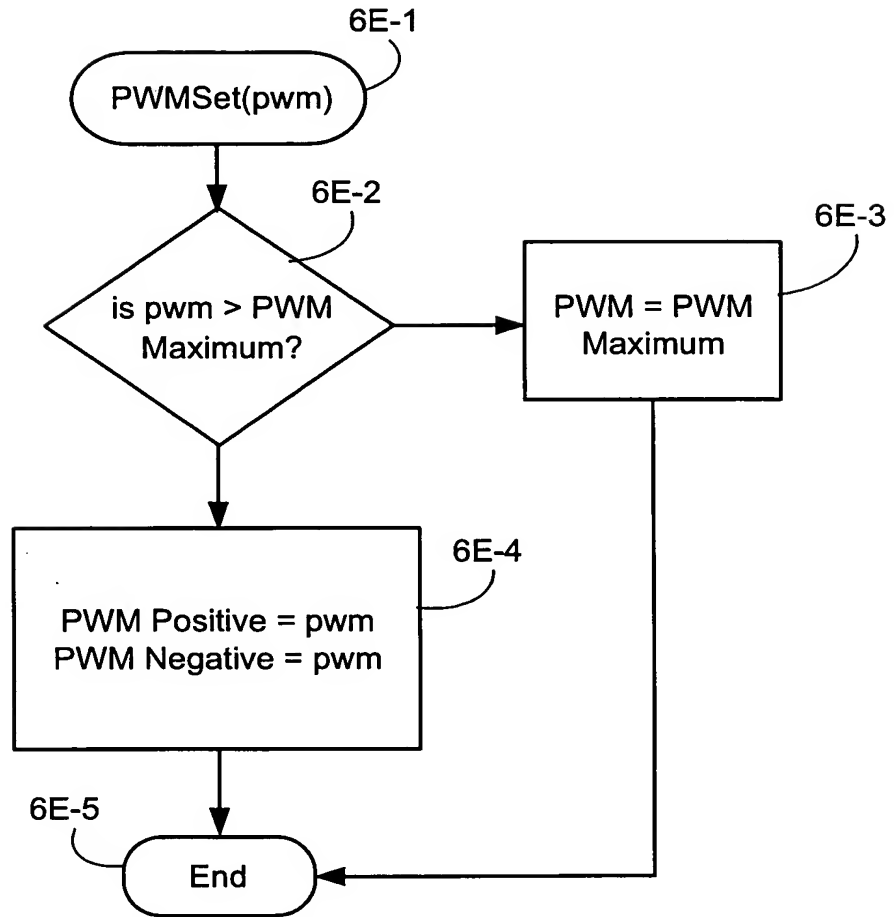 6E-1
PWMSet(pwm)
6E-2
is pwm > PWM
Maximum?
6E-3
PWM = PWM
Maximum
6E-4
PWM Positive = pwm
PWM Negative = pwm
6E-5
End